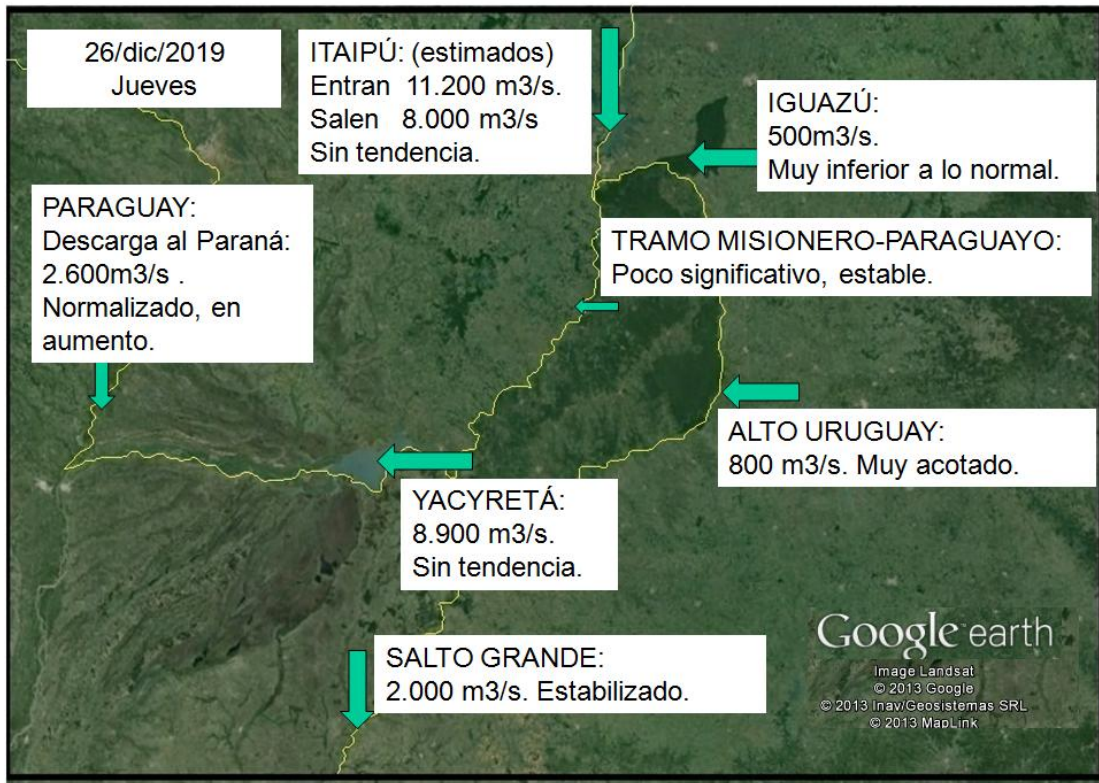 26/dic/2019
Jueves
ITAIPÚ: (estimados)
Entran 11.200 m3/s.
Salen 8.000 m3/s
Sin tendencia.
IGUAZÚ:
500m3/s.
Muy inferior a lo normal.
PARAGUAY:
Descarga al Paraná:
2.600m3/s .
Normalizado, en
aumento.
TRAMO MISIONERO-PARAGUAYO:
Poco significativo, estable.
ALTO URUGUAY:
800 m3/s. Muy acotado.
YACYRETÁ:
8.900 m3/s.
Sin tendencia.
SALTO GRANDE:
2.000 m3/s. Estabilizado.
Google earth
Image Landsat
© 2013 Google
© 2013 Inav/Geosistemas SRL
© 2013 MapLink